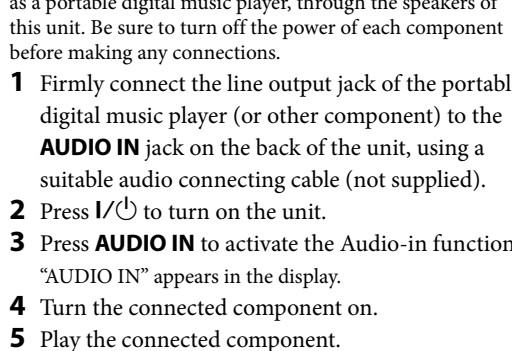 as a portable digital music player, through the speakers of
this unit. Be sure to turn off the power of each component
before making any connections.
1 Firmly connect the line output jack of the portabl
digital music player (or other component) to the
AUDIO IN jack on the back of the unit, using a
suitable audio connecting cable (not supplied).
2 Press I/⏻ to turn on the unit.
3 Press AUDIO IN to activate the Audio-in function
“AUDIO IN” appears in the display.
4 Turn the connected component on.
5 Play the connected component.